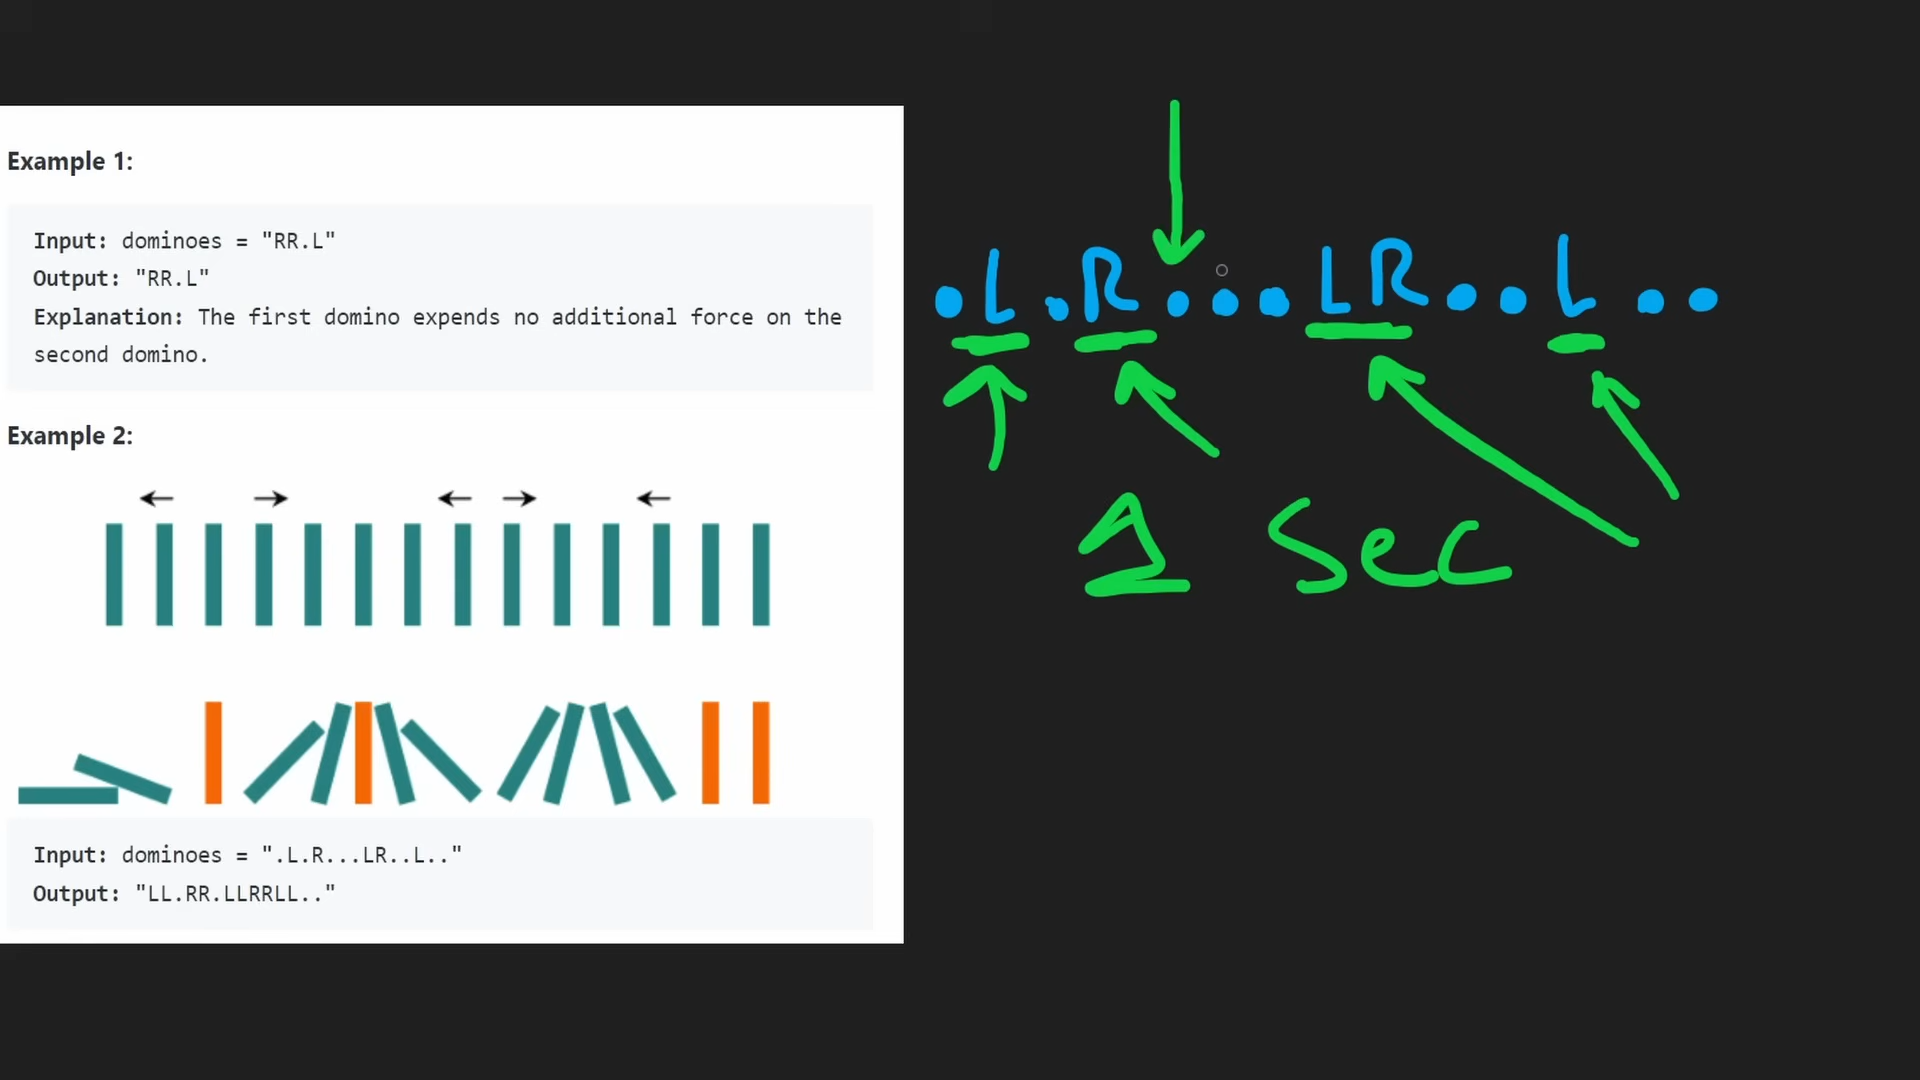 Example 1:
Input: dominoes = "RR.L"
Output: "RR.L"
Explanation: The first domino expends no additional force on the
second domino.
Example 2:
Input: dominoes = ".L.R...LR..L.."
Output: "LL.RR.LLRRLL.."
.L.R...LR..L..
1 Sec